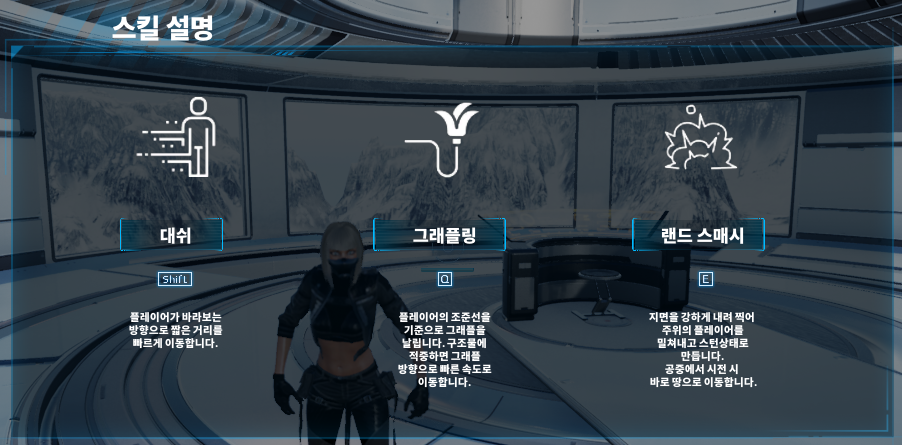 스킬 설명
대쉬
Shift
플레이어가 바라보는
방향으로 짧은 거리를
빠르게 이동합니다.
그래플링
Q
플레이어의 조준선을
기준으로 그래플을
날립니다. 구조물에
적중하면 그래플
방향으로 빠른 속도로
이동합니다.
랜드 스매시
E
지면을 강하게 내려 찍어
주위의 플레이어를
밀쳐내고 스턴상태로
만듭니다.
공중에서 시전 시
바로 땅으로 이동합니다.